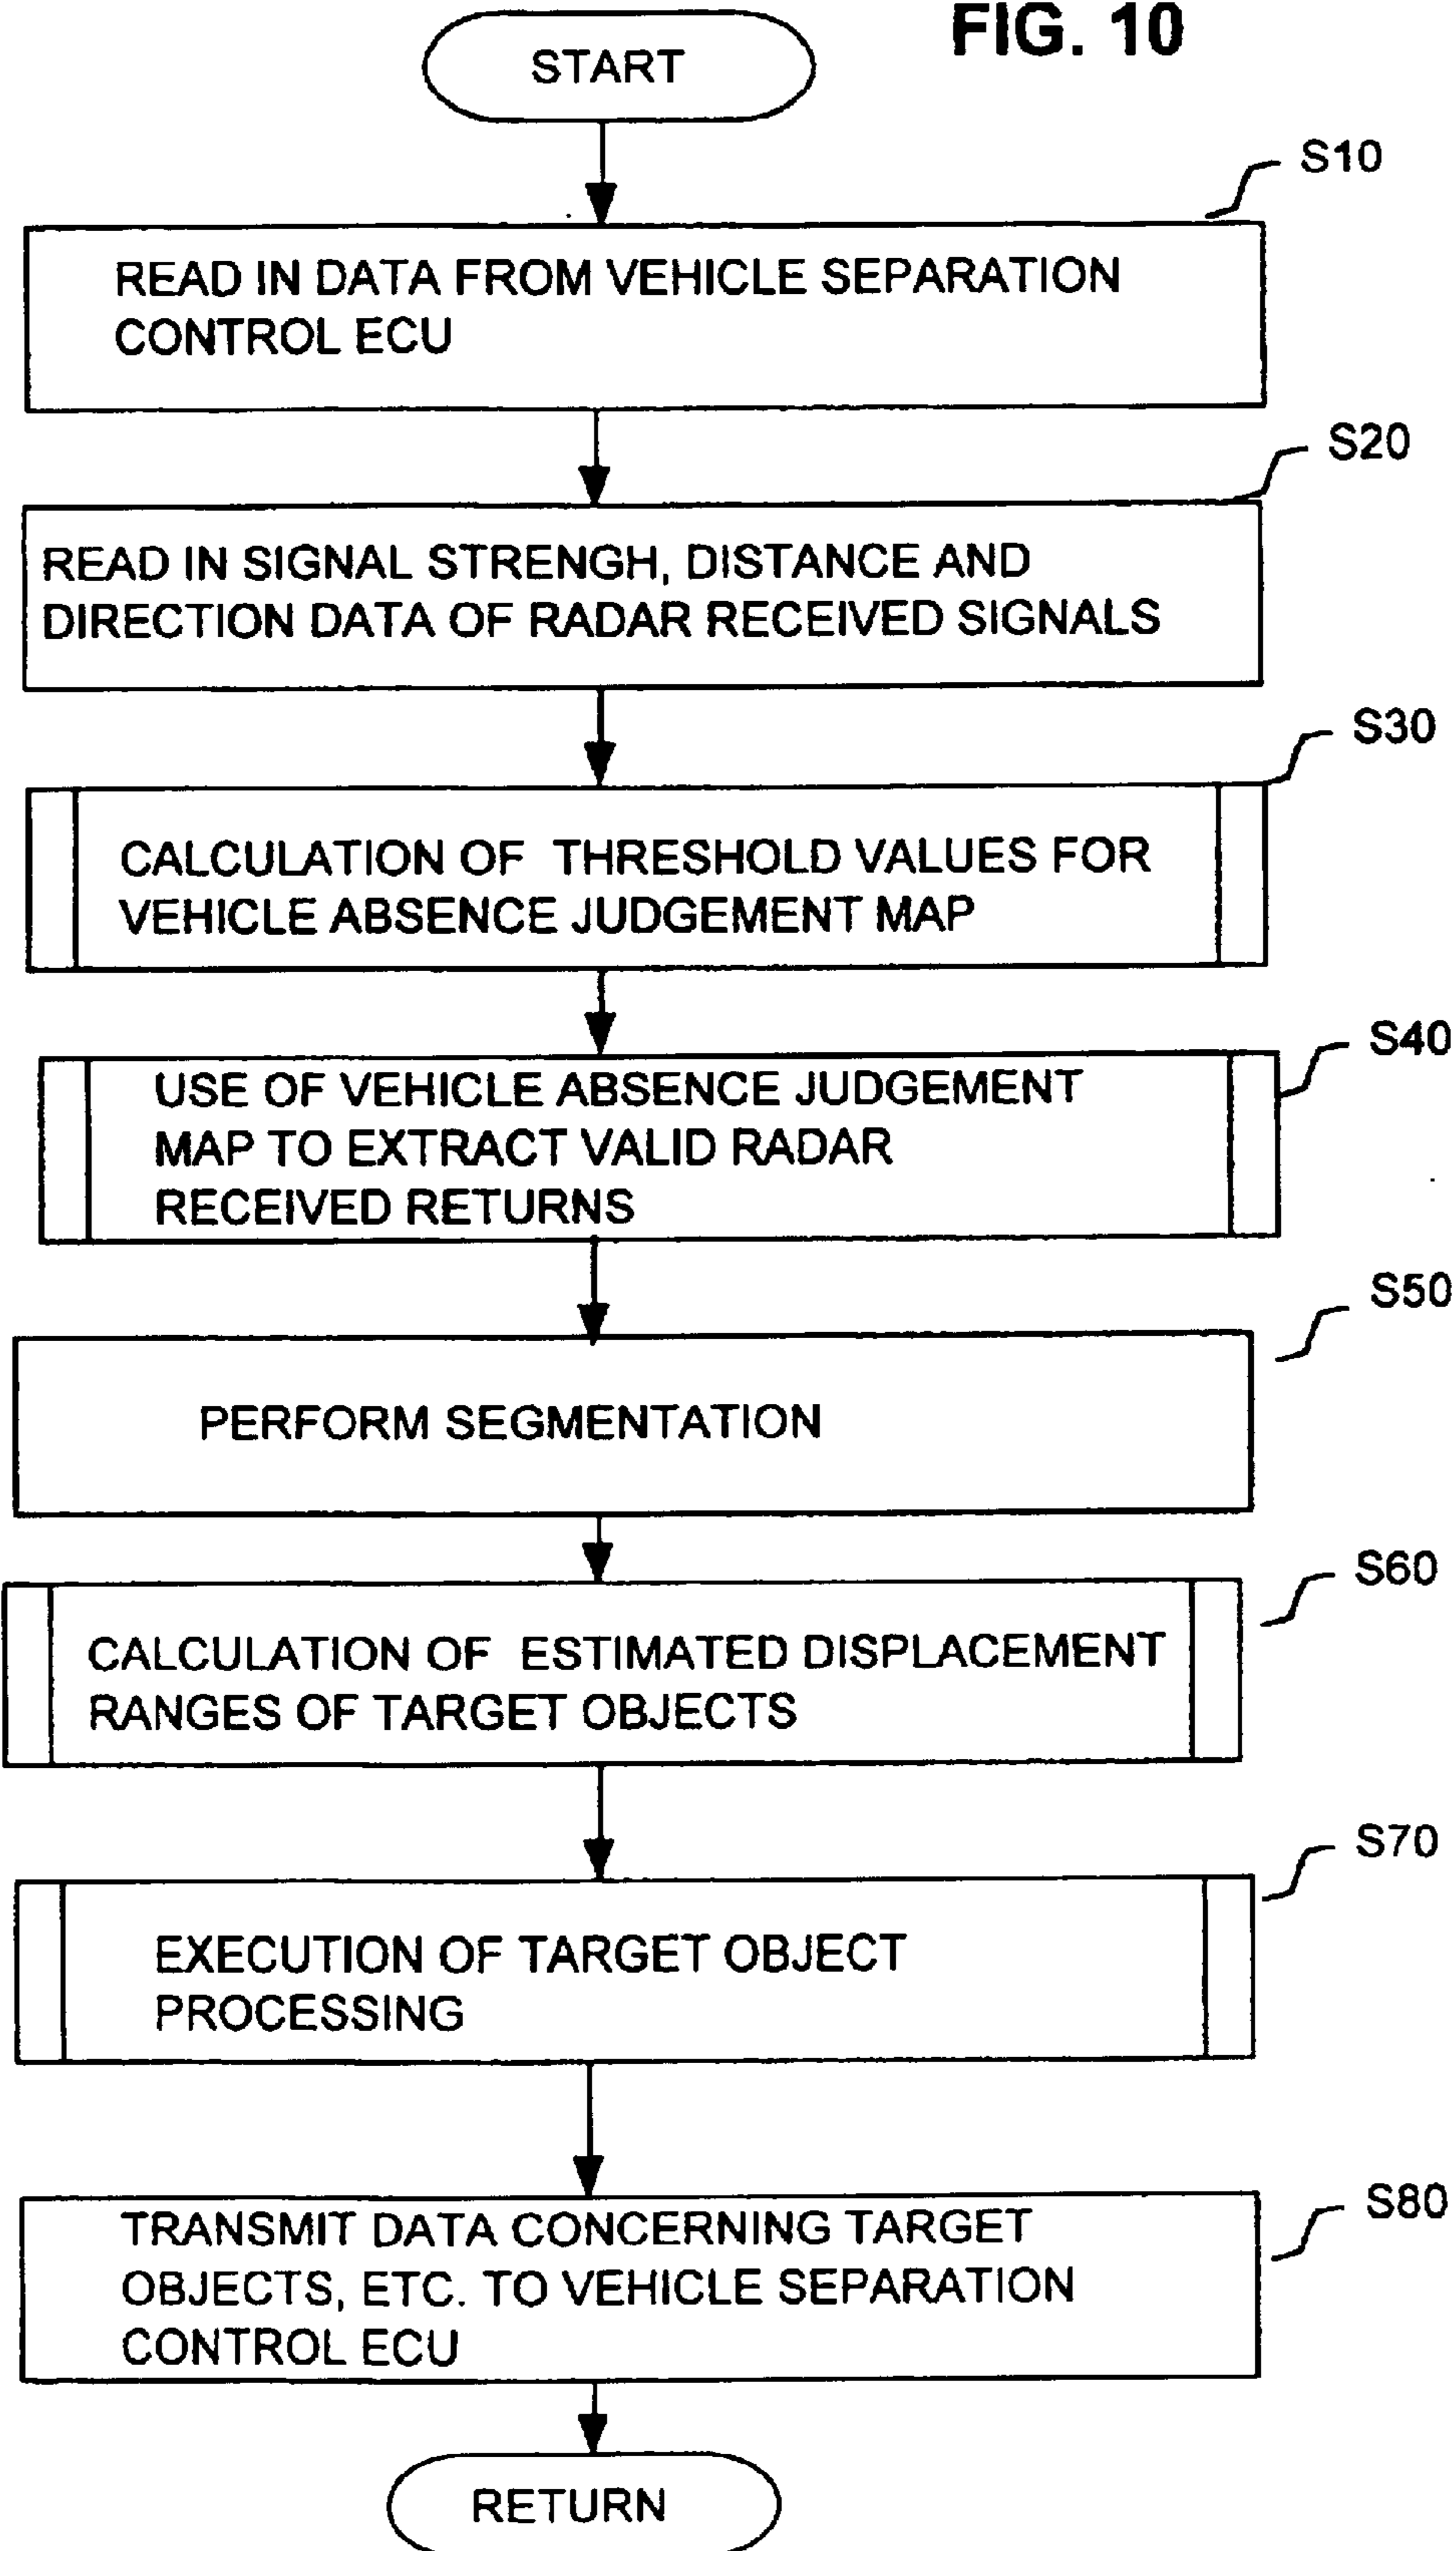 FIG. 10
START
S10
READ IN DATA FROM VEHICLE SEPARATION
CONTROL ECU
S20
READ IN SIGNAL STRENGH, DISTANCE AND
DIRECTION DATA OF RADAR RECEIVED SIGNALS
S30
CALCULATION OF THRESHOLD VALUES FOR
VEHICLE ABSENCE JUDGEMENT MAP
S40
USE OF VEHICLE ABSENCE JUDGEMENT
MAP TO EXTRACT VALID RADAR
RECEIVED RETURNS
S50
PERFORM SEGMENTATION
S60
CALCULATION OF ESTIMATED DISPLACEMENT
RANGES OF TARGET OBJECTS
S70
EXECUTION OF TARGET OBJECT
PROCESSING
S80
TRANSMIT DATA CONCERNING TARGET
OBJECTS, ETC. TO VEHICLE SEPARATION
CONTROL ECU
RETURN